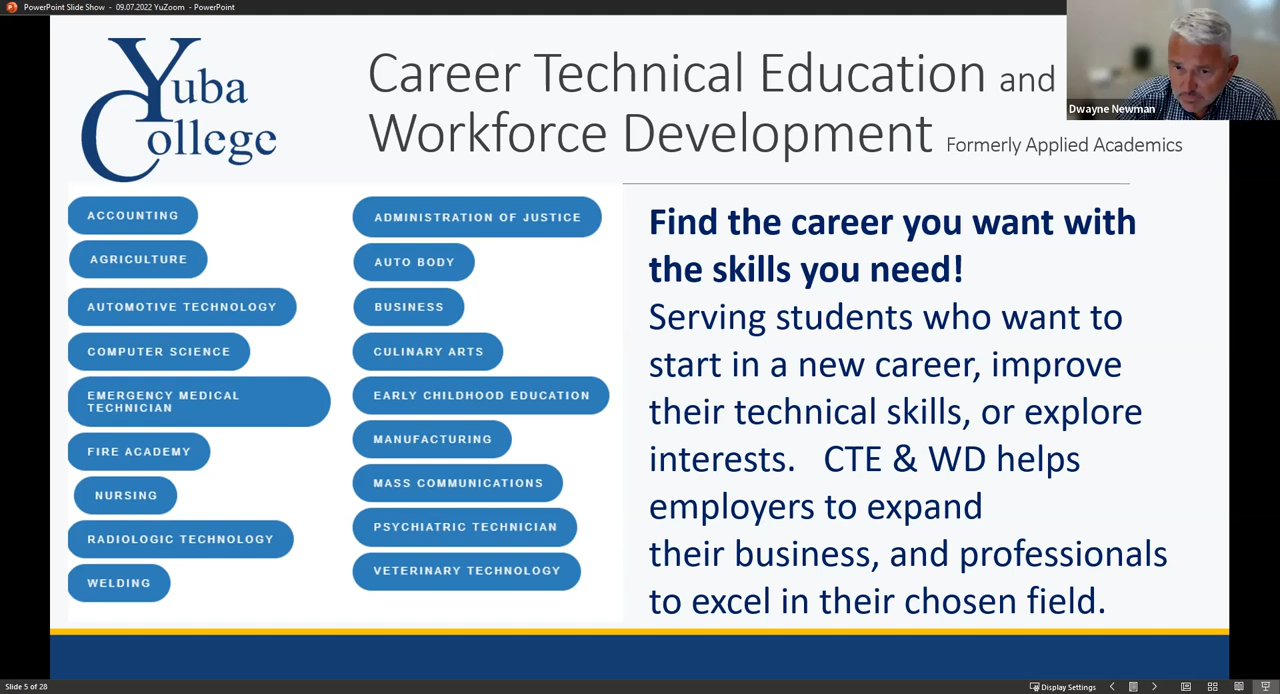 PowerPoint Slide Show - 09.07.2022 YuZoom - PowerPoint
Yuba
College
Career Technical Education and
Workforce Development Formerly Applied Academics
Dwayne Newman
ACCOUNTING
AGRICULTURE
AUTOMOTIVE TECHNOLOGY
COMPUTER SCIENCE
EMERGENCY MEDICAL
TECHNICIAN
FIRE ACADEMY
NURSING
RADIOLOGIC TECHNOLOGY
WELDING
ADMINISTRATION OF JUSTICE
AUTO BODY
BUSINESS
CULINARY ARTS
EARLY CHILDHOOD EDUCATION
MANUFACTURING
MASS COMMUNICATIONS
PSYCHIATRIC TECHNICIAN
VETERINARY TECHNOLOGY
Find the career you want with
the skills you need!
Serving students who want to
start in a new career, improve
their technical skills, or explore
interests. CTE & WD helps
employers to expand
their business, and professionals
to excel in their chosen field.
Slide 5 of 28
Display Settings